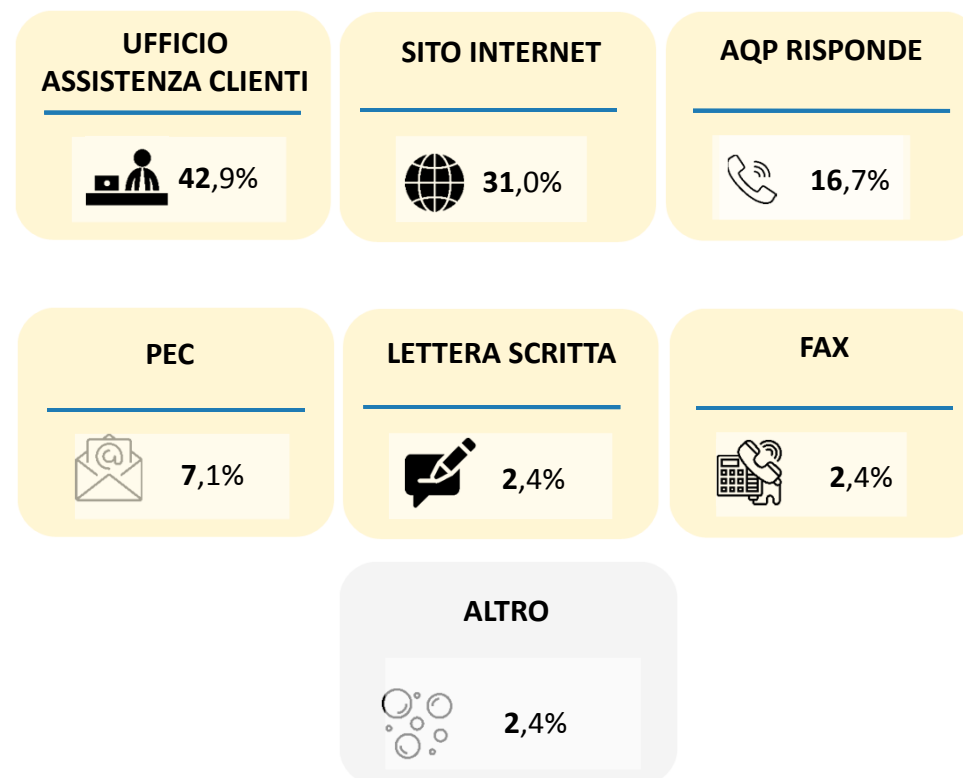 UFFICIO
ASSISTENZA CLIENTI
42,9%
SITO INTERNET
31,0%
AQP RISPONDE
16,7%
PEC
7,1%
LETTERA SCRITTA
2,4%
FAX
2,4%
ALTRO
2,4%